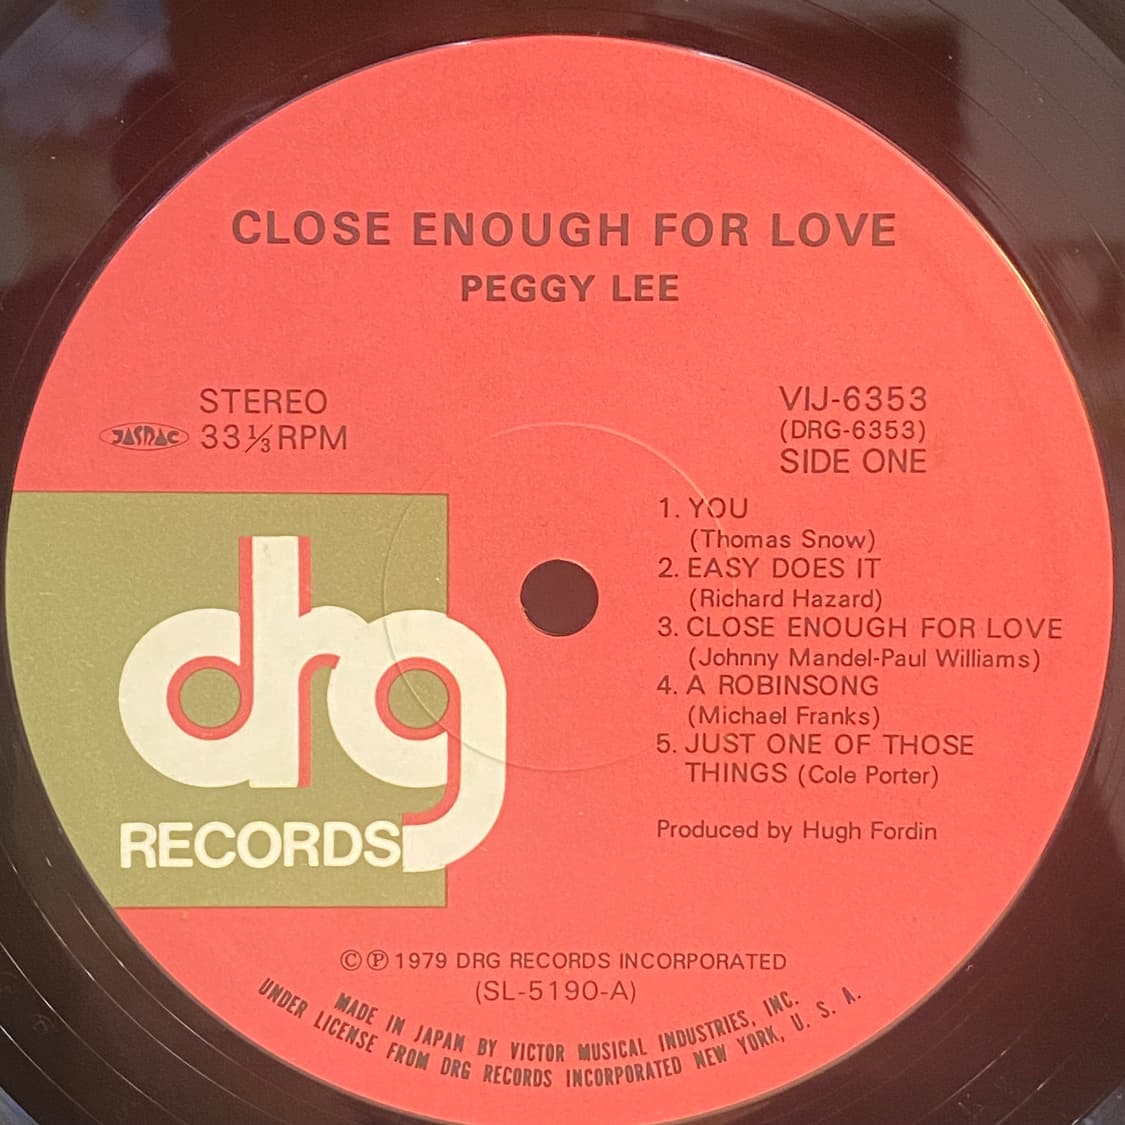 CLOSE ENOUGH FOR LOVE
PEGGY LEE
STEREO
JASRAC
33⅓RPM
VIJ-6353
(DRG-6353)
SIDE ONE
1. YOU
(Thomas Snow)
2. EASY DOES IT
(Richard Hazard)
3. CLOSE ENOUGH FOR LOVE
(Johnny Mandel-Paul Williams)
4. A ROBINSONG
(Michael Franks)
5. JUST ONE OF THOSE
THINGS (Cole Porter)
Produced by Hugh Fordin
drg
RECORDS
©℗1979 DRG RECORDS INCORPORATED
(SL-5190-A)
MADE IN JAPAN BY VICTOR MUSICAL INDUSTRIES, INC.
UNDER LICENSE FROM DRG RECORDS INCORPORATED NEW YORK, U. S. A.